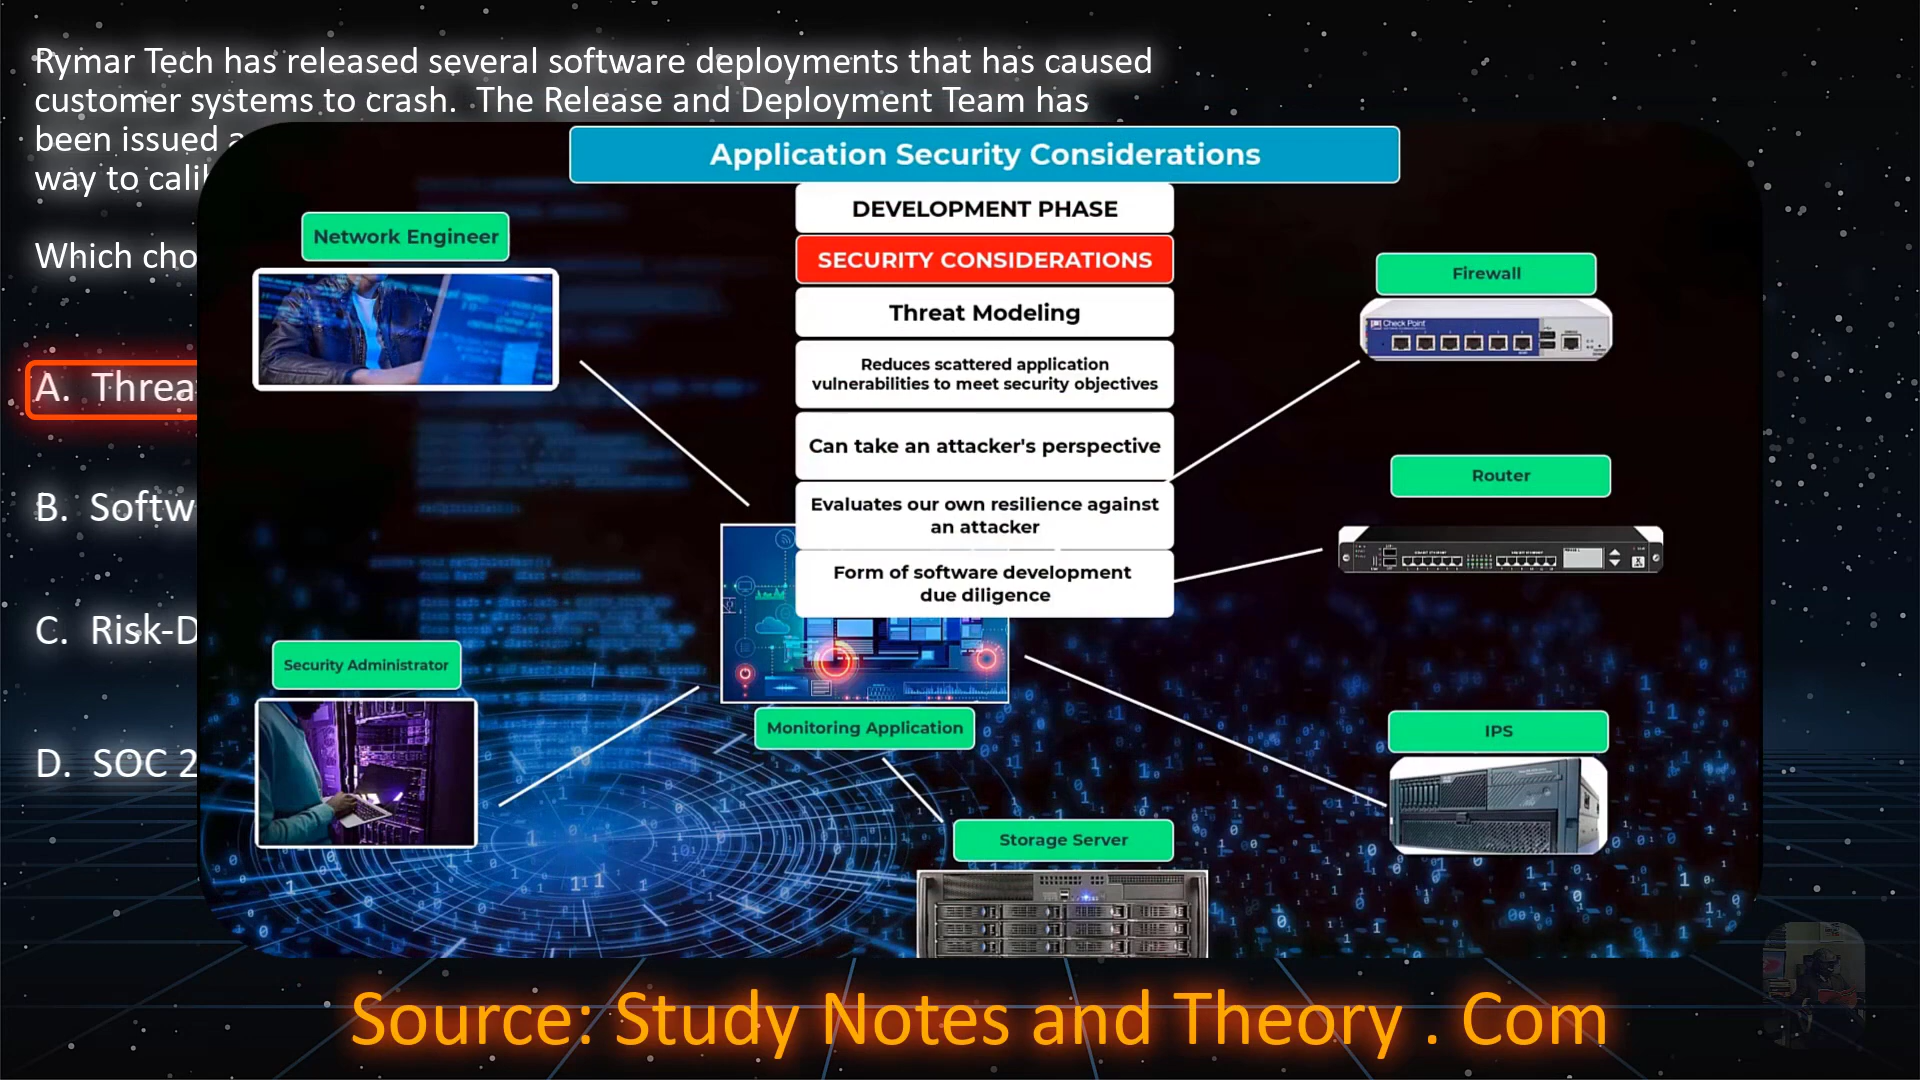 Rymar Tech has released several software deployments that has caused
customer systems to crash.  The Release and Deployment Team has
been issued
way to
Which
A.  Threat
B.
C.
D.  SOC 2
Application Security Considerations
DEVELOPMENT PHASE
SECURITY CONSIDERATIONS
Threat Modeling
Reduces scattered application
vulnerabilities to meet security objectives
Can take an attacker's perspective
Evaluates our own resilience against
an attacker
Form of software development
due diligence
Network Engineer
Firewall
Check Point
Router
Security Administrator
Monitoring Application
IPS
Storage Server
Source: Study Notes and Theory . Com